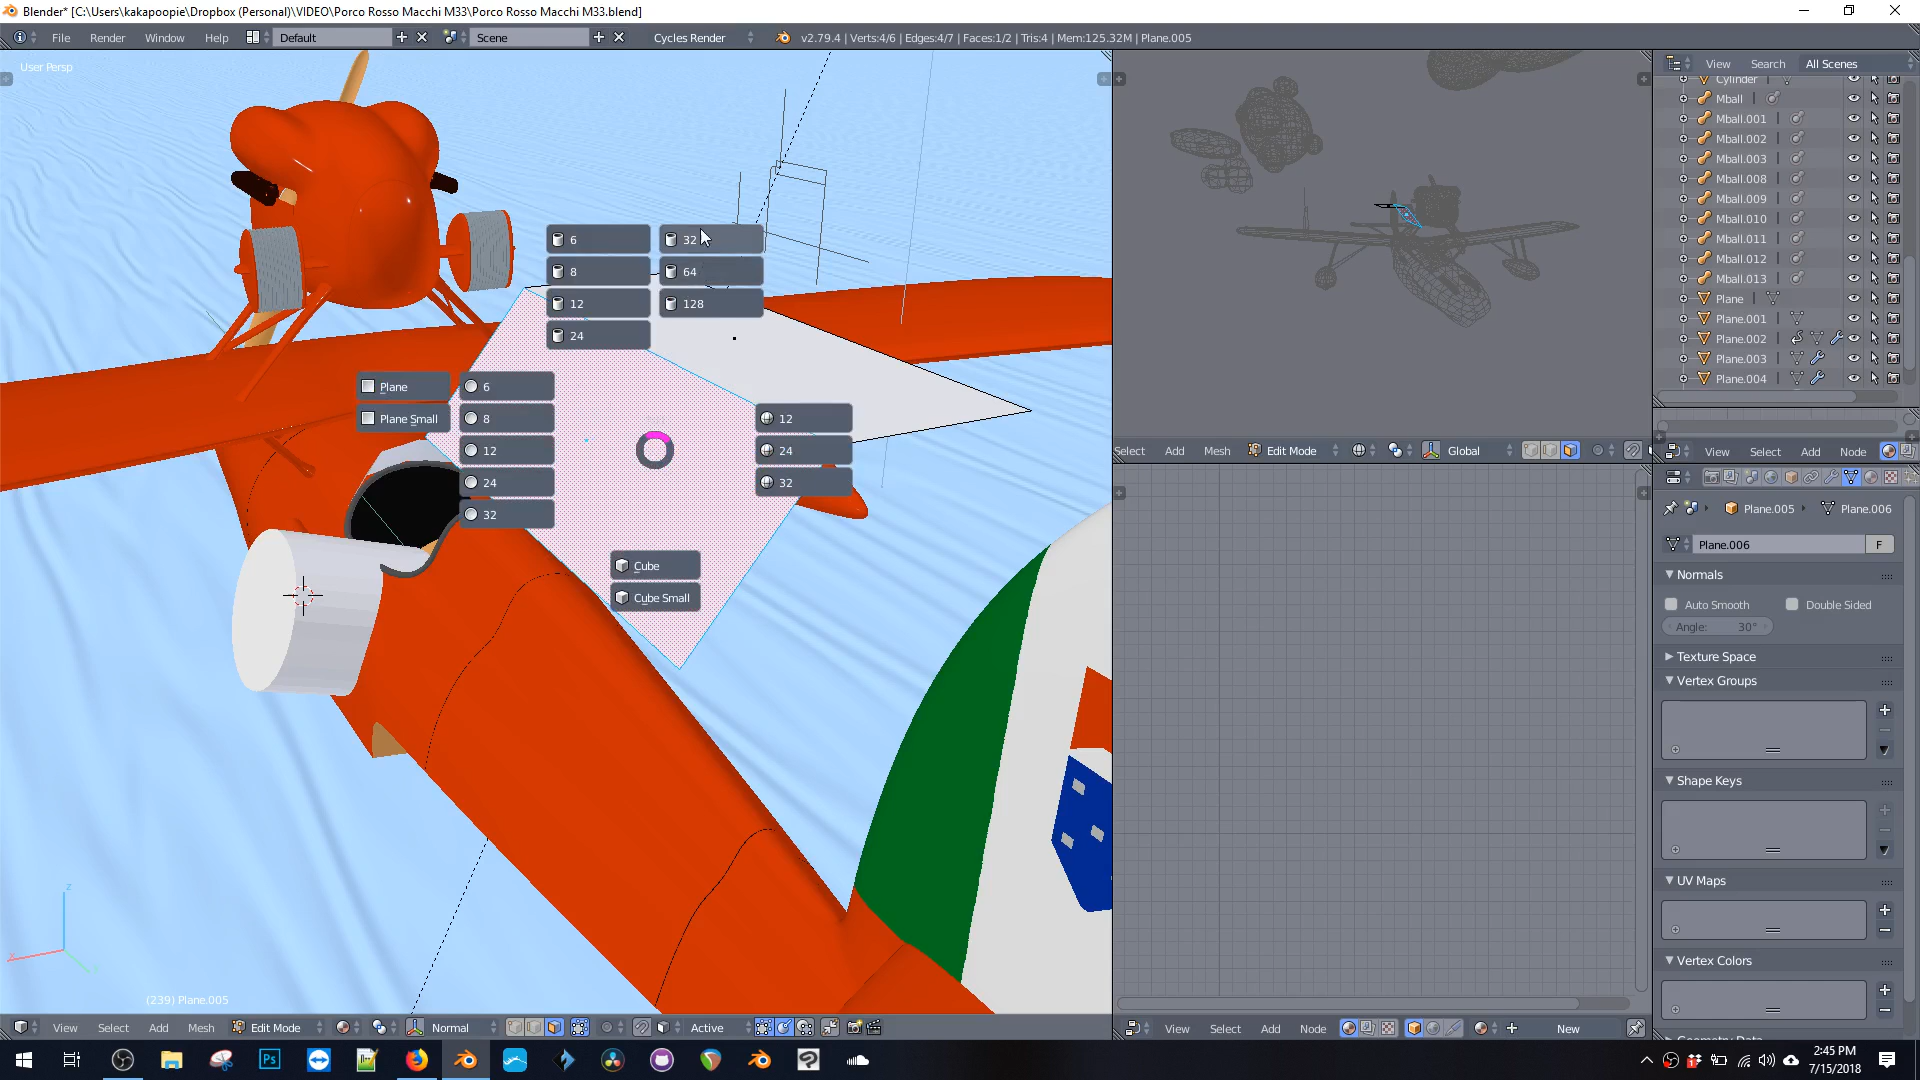 Blender* [C:\Users\kakapoopie\Dropbox (Personal)\VIDEO\Porco Rosso Macchi M33\Porco Rosso Macchi M33.blend]
File Render Window Help Default Scene Cycles Render v2.79.4 | Verts:4/6 | Edges:4/7 | Faces:1/2 | Tris:4 | Mem:125.32M | Plane.005
User Persp
View Search All Scenes
Cylinder
Mball
Mball.001
Mball.002
Mball.003
Mball.008
Mball.009
Mball.010
Mball.011
Mball.012
Mball.013
Plane
Plane.001
Plane.002
Plane.003
Plane.004
6 32
8 64
12 128
24
Plane 6
Plane Small 8
12
24
32
12
24
32
Cube
Cube Small
Select Add Mesh Edit Mode Global
View Select Add Node
Plane.005 Plane.006
Plane.006 F
Normals
Auto Smooth Double Sided
Angle: 30°
Texture Space
Vertex Groups
Shape Keys
UV Maps
Vertex Colors
Geometry Data
z
x
(239) Plane.005
View Select Add Mesh Edit Mode Normal Active
View Select Add Node New
Ps
2:45 PM
7/15/2018